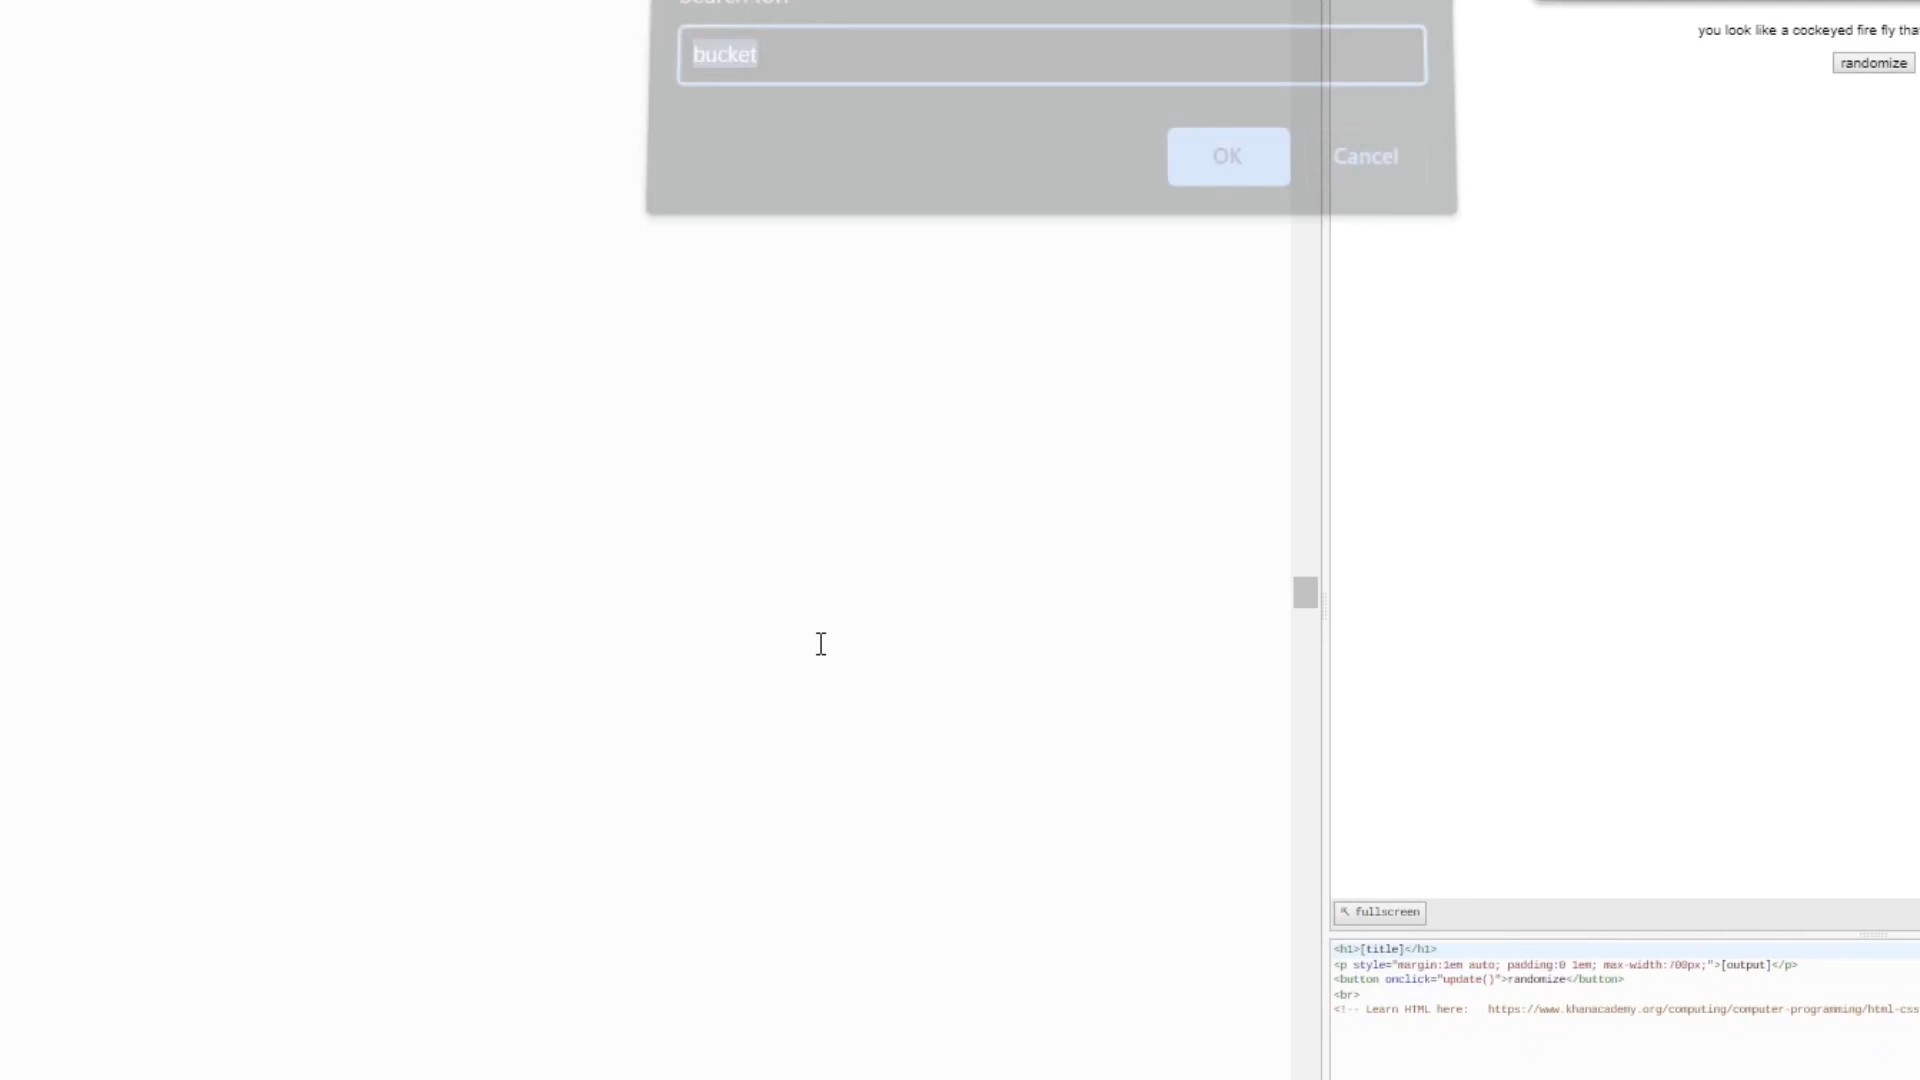 Search for:
bucket
OK
Cancel
you look like a cockeyed fire fly tha
randomize
⇱ fullscreen
<h1>[title]</h1>
<p style="margin:1em auto; padding:0 1em; max-width:700px;">[output]</p>
<button onclick="update()">randomize</button>
<br>
<!-- Learn HTML here:   https://www.khanacademy.org/computing/computer-programming/html-css